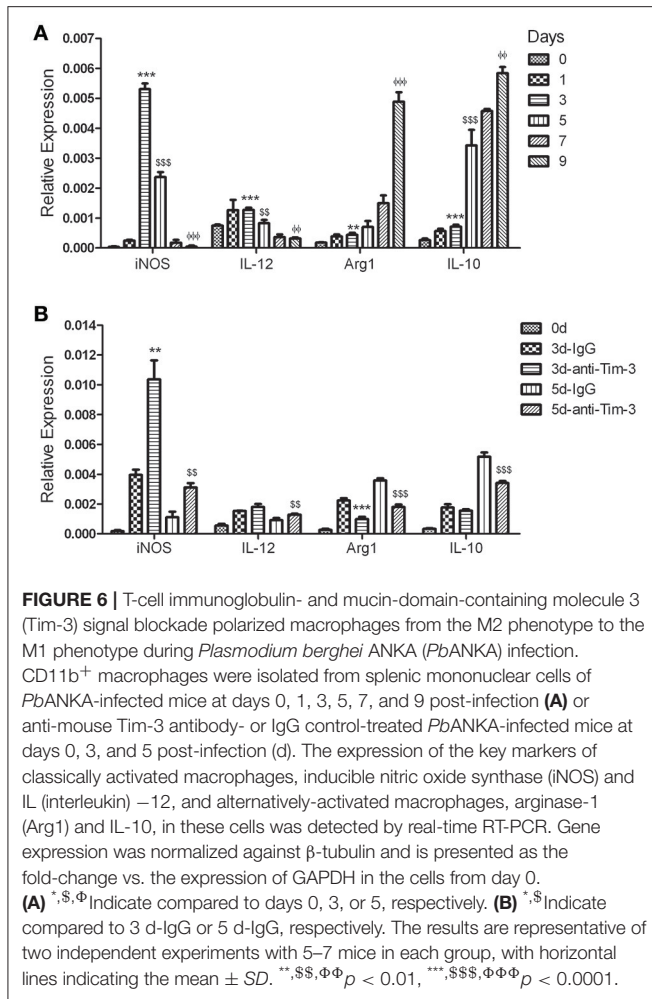 A
Days
0
1
3
5
7
9
Relative Expression
0.007
0.006
0.005
0.004
0.003
0.002
0.001
0.000
***
$$$
ϕϕϕ
***
$$
ϕϕ
**
ϕϕϕ
***
$$$
ϕϕ
iNOS IL-12 Arg1 IL-10
B
Relative Expression
0.014
0.012
0.010
0.008
0.006
0.004
0.002
0.000
0d
3d-IgG
3d-anti-Tim-3
5d-IgG
5d-anti-Tim-3
**
$$
$$
***
$$$
$$$
iNOS IL-12 Arg1 IL-10
FIGURE 6 | T-cell immunoglobulin- and mucin-domain-containing molecule 3
(Tim-3) signal blockade polarized macrophages from the M2 phenotype to the
M1 phenotype during Plasmodium berghei ANKA (PbANKA) infection.
CD11b+ macrophages were isolated from splenic mononuclear cells of
PbANKA-infected mice at days 0, 1, 3, 5, 7, and 9 post-infection (A) or
anti-mouse Tim-3 antibody- or IgG control-treated PbANKA-infected mice at
days 0, 3, and 5 post-infection (d). The expression of the key markers of
classically activated macrophages, inducible nitric oxide synthase (iNOS) and
IL (interleukin) −12, and alternatively-activated macrophages, arginase-1
(Arg1) and IL-10, in these cells was detected by real-time RT-PCR. Gene
expression was normalized against β-tubulin and is presented as the
fold-change vs. the expression of GAPDH in the cells from day 0.
(A) *,$,ΦIndicate compared to days 0, 3, or 5, respectively. (B) *,$Indicate
compared to 3 d-IgG or 5 d-IgG, respectively. The results are representative of
two independent experiments with 5–7 mice in each group, with horizontal
lines indicating the mean ± SD. **,$$,ΦΦp < 0.01, ***,$$$,ΦΦΦp < 0.0001.